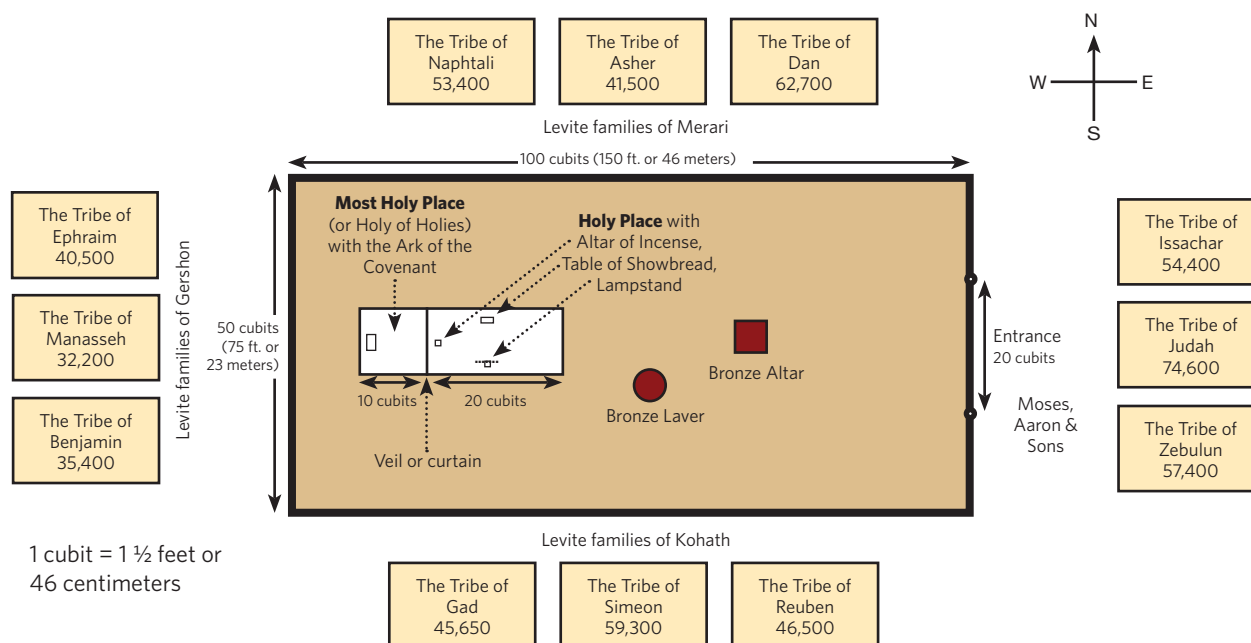 The Tribe of
Naphtali
53,400
The Tribe of
Asher
41,500
The Tribe of
Dan
62,700
N
W
E
S
Levite families of Merari
100 cubits (150 ft. or 46 meters)
The Tribe of
Ephraim
40,500
The Tribe of
Manasseh
32,200
The Tribe of
Benjamin
35,400
Levite families of Gershon
50 cubits
(75 ft. or
23 meters)
Most Holy Place
(or Holy of Holies)
with the Ark of the
Covenant
Holy Place with
Altar of Incense,
Table of Showbread,
Lampstand
10 cubits
20 cubits
Veil or curtain
Bronze Laver
Bronze Altar
Entrance
20 cubits
Moses,
Aaron &
Sons
The Tribe of
Issachar
54,400
The Tribe of
Judah
74,600
The Tribe of
Zebulun
57,400
Levite families of Kohath
1 cubit = 1 ½ feet or
46 centimeters
The Tribe of
Gad
45,650
The Tribe of
Simeon
59,300
The Tribe of
Reuben
46,500